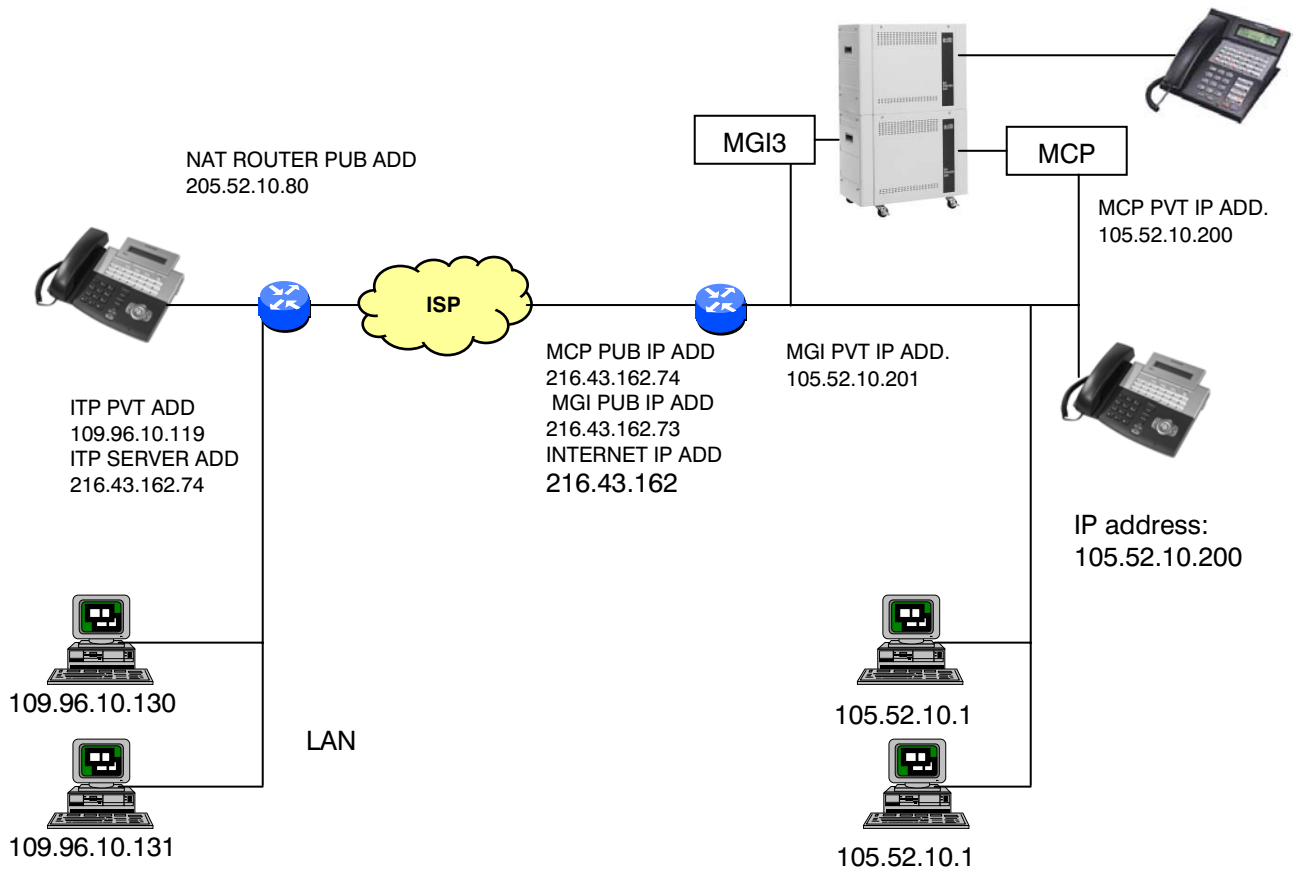 MGI3
MCP
NAT ROUTER PUB ADD
205.52.10.80
MCP PVT IP ADD.
105.52.10.200
ISP
MCP PUB IP ADD
216.43.162.74
MGI PUB IP ADD
216.43.162.73
INTERNET IP ADD
216.43.162
MGI PVT IP ADD.
105.52.10.201
ITP PVT ADD
109.96.10.119
ITP SERVER ADD
216.43.162.74
IP address:
105.52.10.200
109.96.10.130
105.52.10.1
LAN
109.96.10.131
105.52.10.1